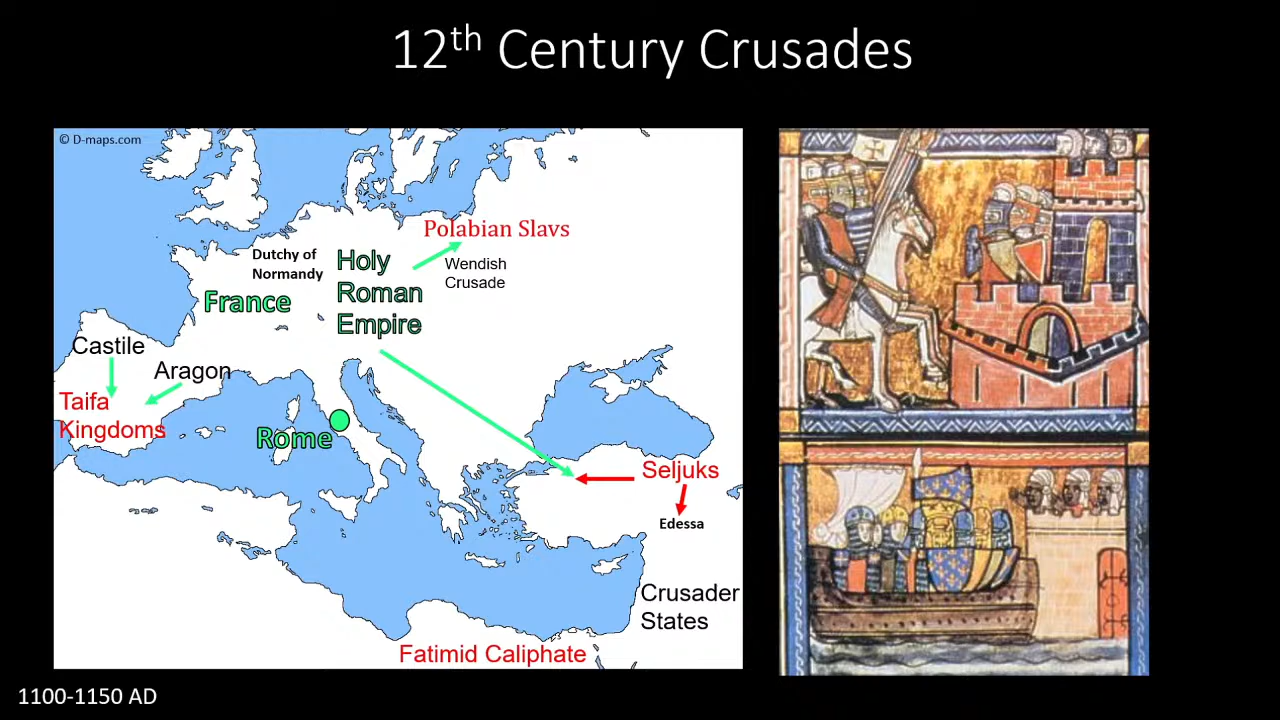 12th Century Crusades
© D-maps.com
Polabian Slavs
Dutchy of
Normandy
Holy
Roman
Empire
Wendish
Crusade
France
Castile
Aragon
Taifa
Kingdoms
Rome
Seljuks
Edessa
Crusader
States
Fatimid Caliphate
1100-1150 AD